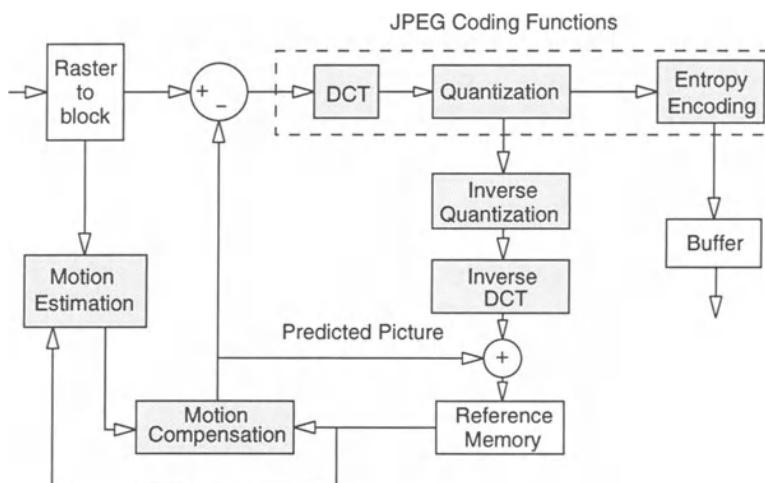 JPEG Coding Functions
Raster
to
block
+
−
DCT
Quantization
Entropy
Encoding
Inverse
Quantization
Buffer
Motion
Estimation
Inverse
DCT
Predicted Picture
+
Motion
Compensation
Reference
Memory